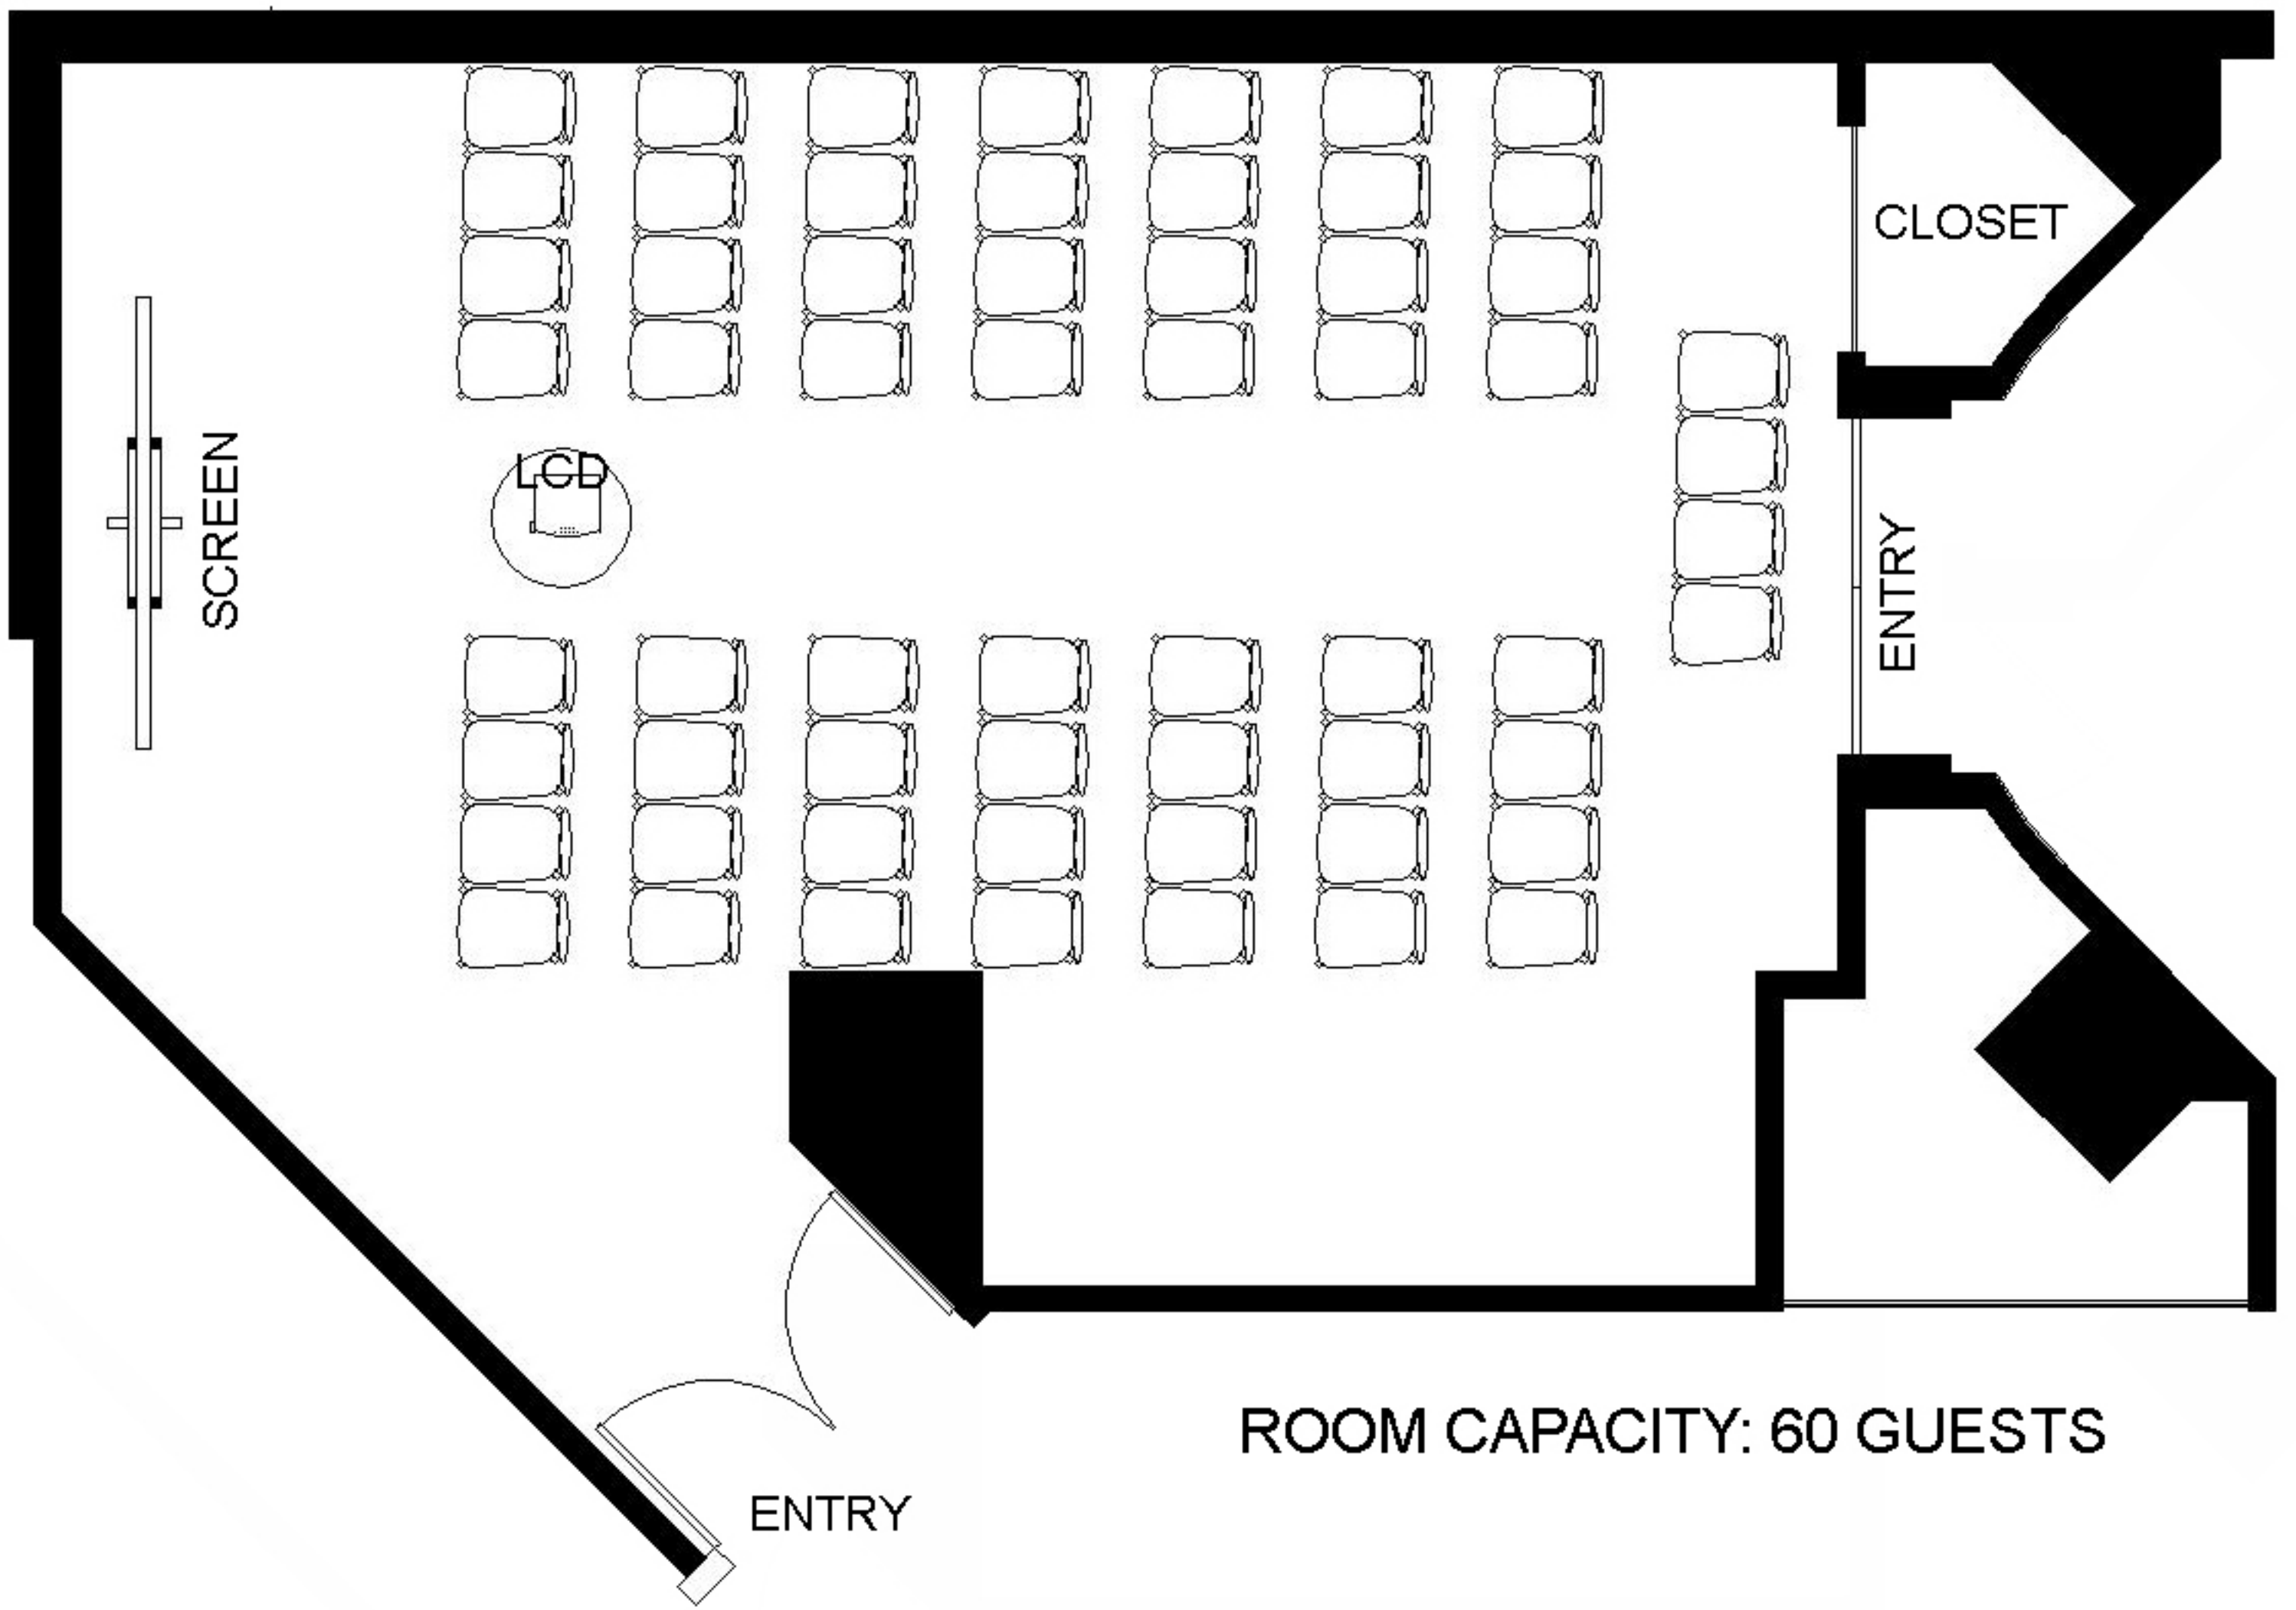 CLOSET
LCD
SCREEN
ENTRY
ROOM CAPACITY: 60 GUESTS
ENTRY